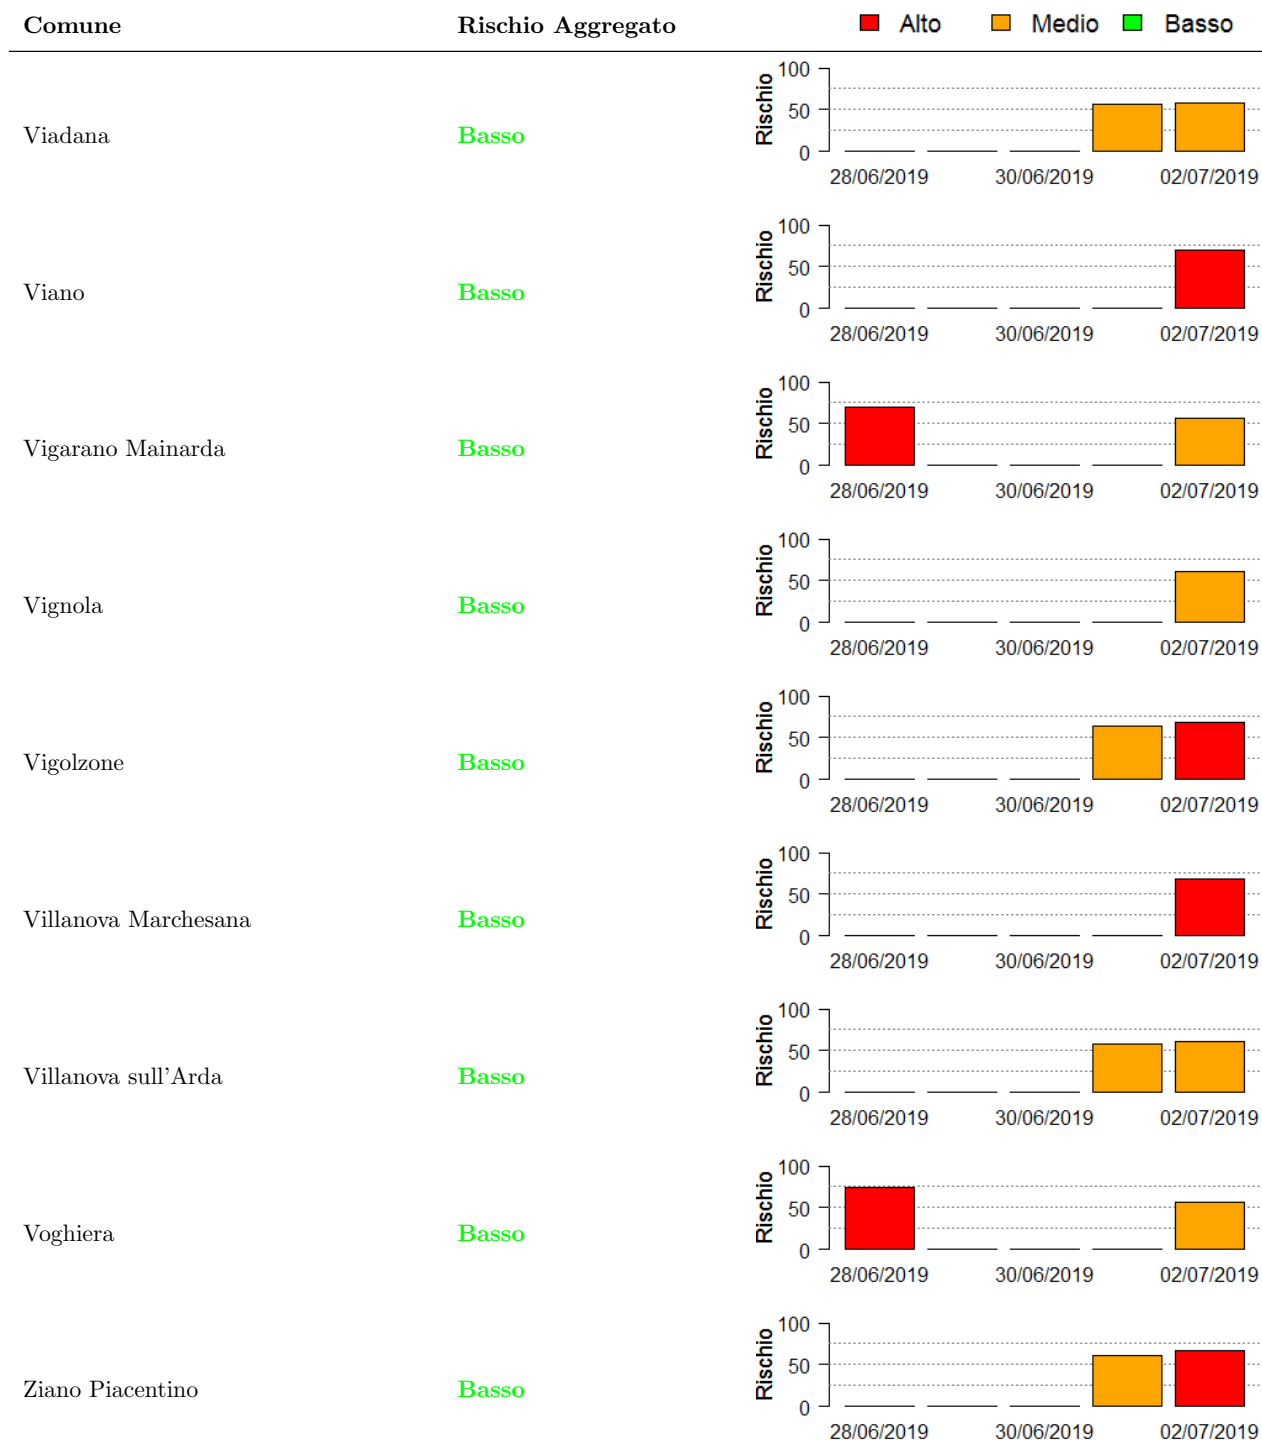 Comune Rischio Aggregato Alto Medio Basso
100
50
0
Rischio
Viadana Basso
28/06/2019 30/06/2019 02/07/2019
100
50
0
Rischio
Viano Basso
28/06/2019 30/06/2019 02/07/2019
100
50
0
Rischio
Vigarano Mainarda Basso
28/06/2019 30/06/2019 02/07/2019
100
50
0
Rischio
Vignola Basso
28/06/2019 30/06/2019 02/07/2019
100
50
0
Rischio
Vigolzone Basso
28/06/2019 30/06/2019 02/07/2019
100
50
0
Rischio
Villanova Marchesana Basso
28/06/2019 30/06/2019 02/07/2019
100
50
0
Rischio
Villanova sull'Arda Basso
28/06/2019 30/06/2019 02/07/2019
100
50
0
Rischio
Voghiera Basso
28/06/2019 30/06/2019 02/07/2019
100
50
0
Rischio
Ziano Piacentino Basso
28/06/2019 30/06/2019 02/07/2019